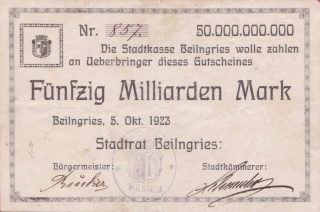 Nr. 857. 50.000.000.000
Die Stadtkasse Beilngries wolle zahlen
an Ueberbringer dieses Gutscheines
Fünfzig Milliarden Mark
Beilngries, 5. Okt. 1923
Stadtrat Beilngries:
Bürgermeister: Stadtkämmerer: